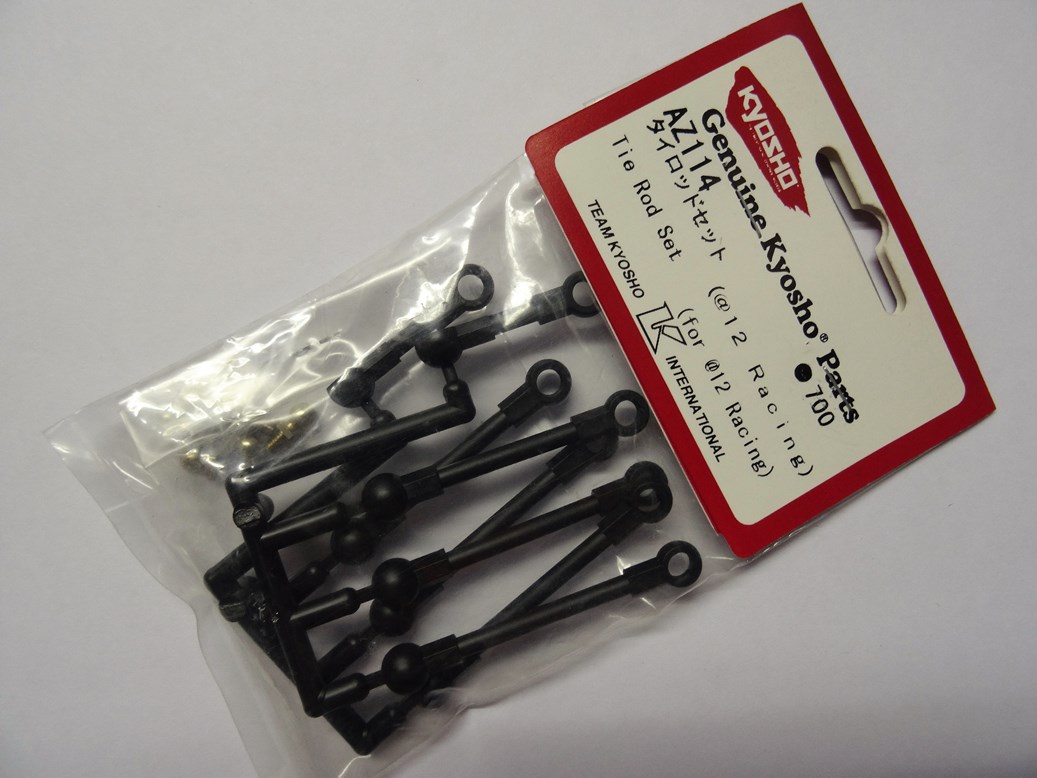 KYOSHO
Genuine Kyosho® Parts
AZ114 ●700
タイロッドセット (@12 Racing)
Tie Rod Set (for @12 Racing)
TEAM KYOSHO K INTERNATIONAL